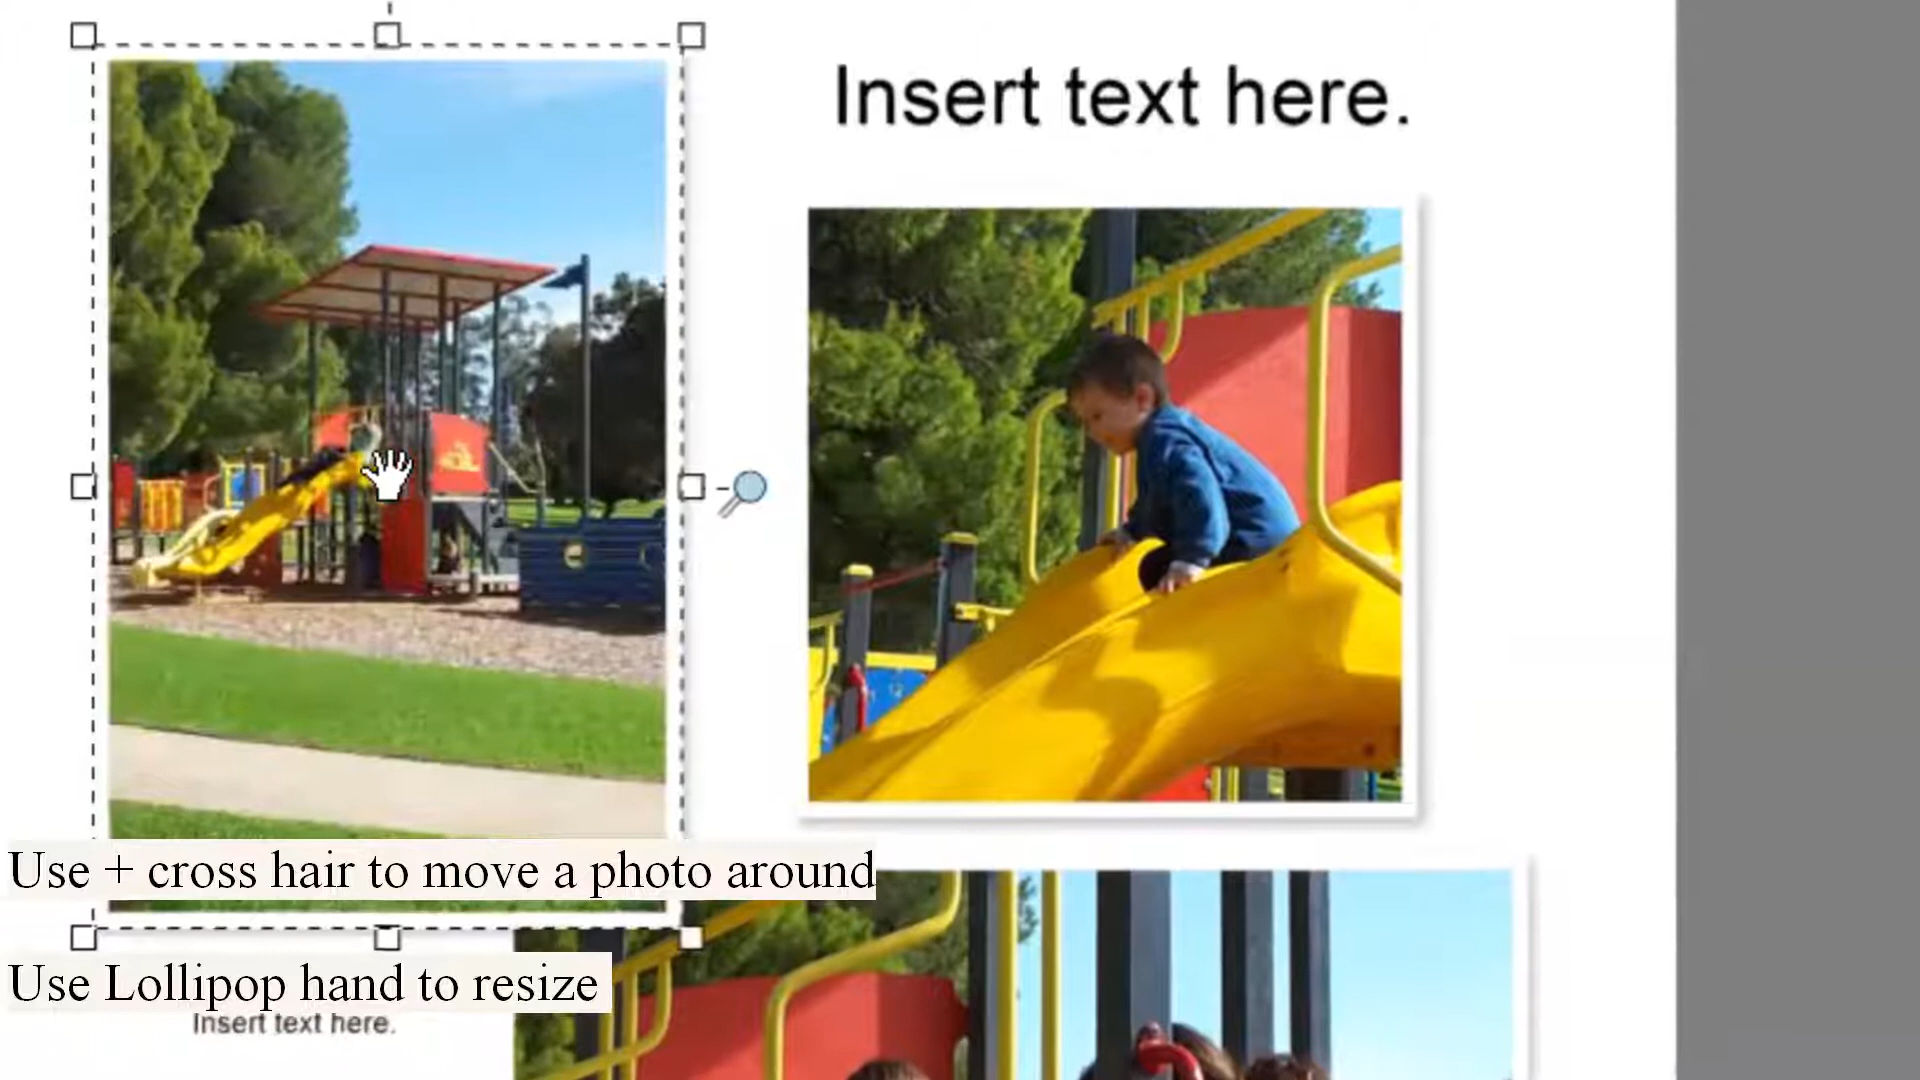 Insert text here.
Use + cross hair to move a photo around
Use Lollipop hand to resize
Insert text here.